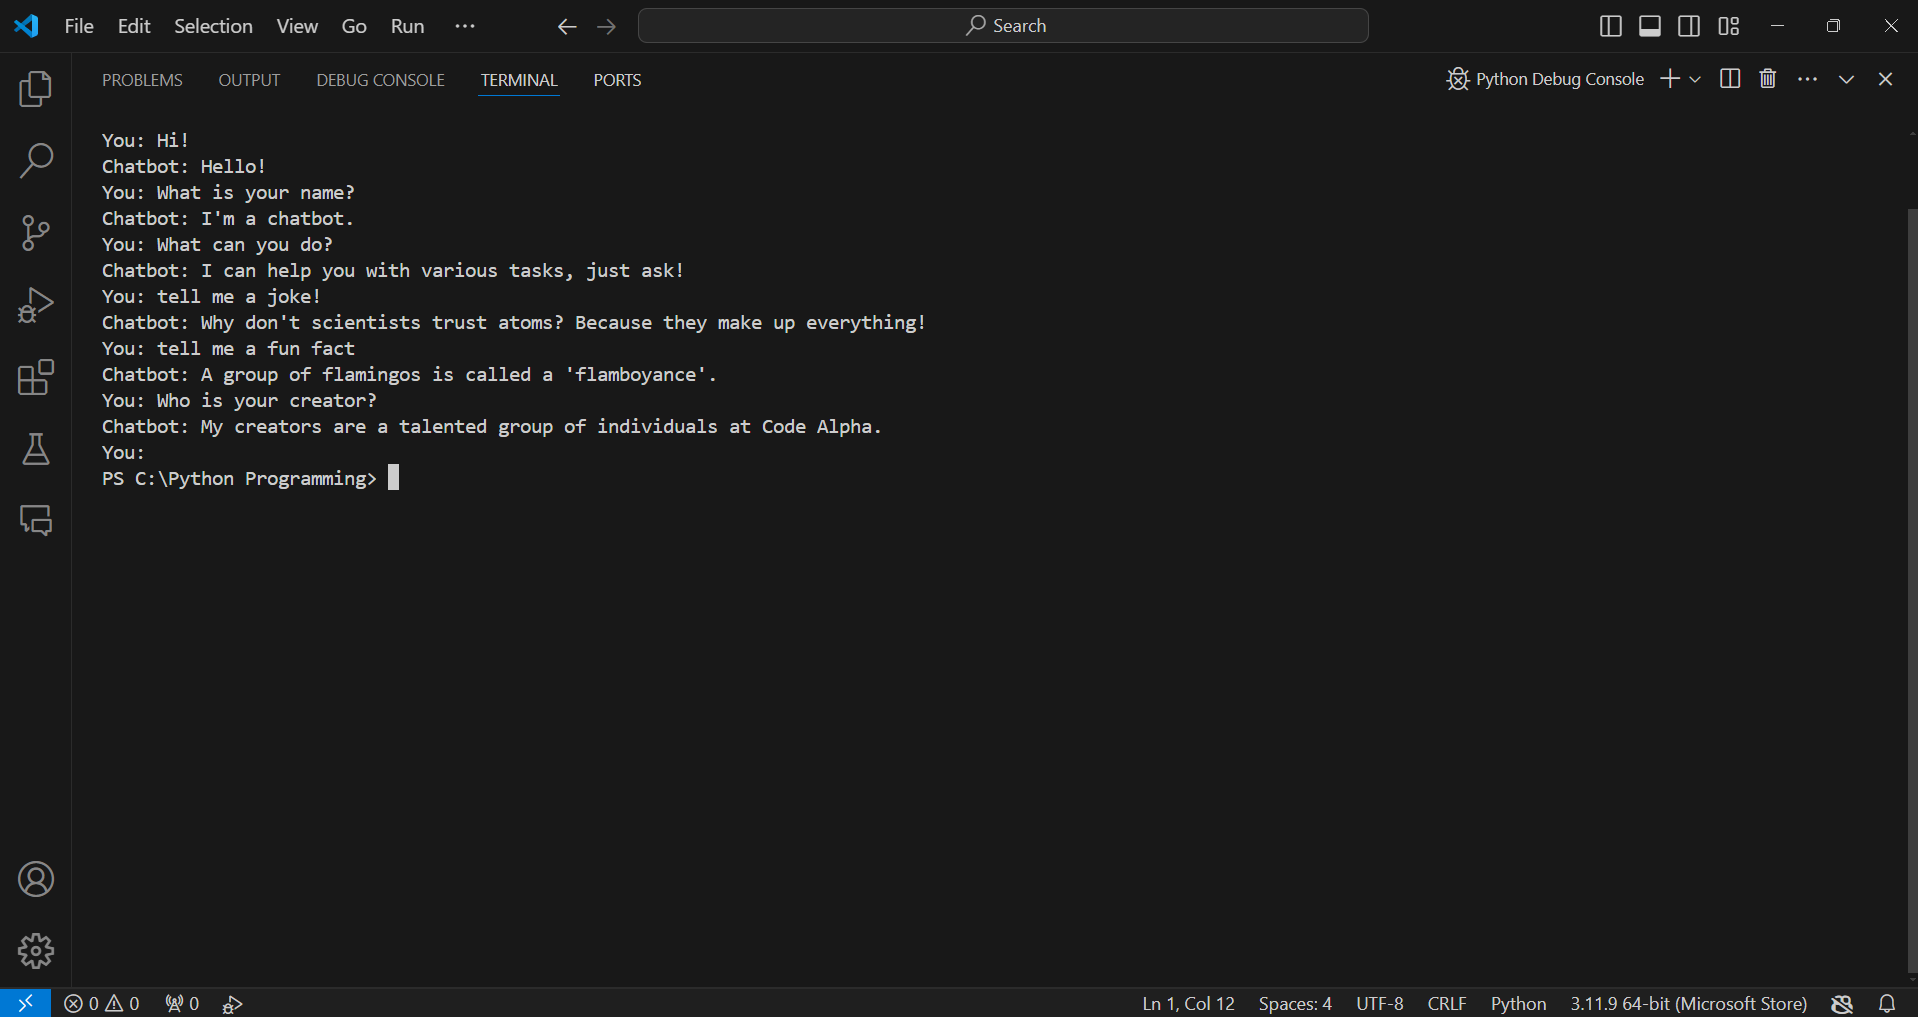 File Edit Selection View Go Run ··· Search
PROBLEMS OUTPUT DEBUG CONSOLE TERMINAL PORTS Python Debug Console
You: Hi!
Chatbot: Hello!
You: What is your name?
Chatbot: I'm a chatbot.
You: What can you do?
Chatbot: I can help you with various tasks, just ask!
You: tell me a joke!
Chatbot: Why don't scientists trust atoms? Because they make up everything!
You: tell me a fun fact
Chatbot: A group of flamingos is called a 'flamboyance'.
You: Who is your creator?
Chatbot: My creators are a talented group of individuals at Code Alpha.
You:
PS C:\Python Programming>
0 0 0 Ln 1, Col 12 Spaces: 4 UTF-8 CRLF Python 3.11.9 64-bit (Microsoft Store)